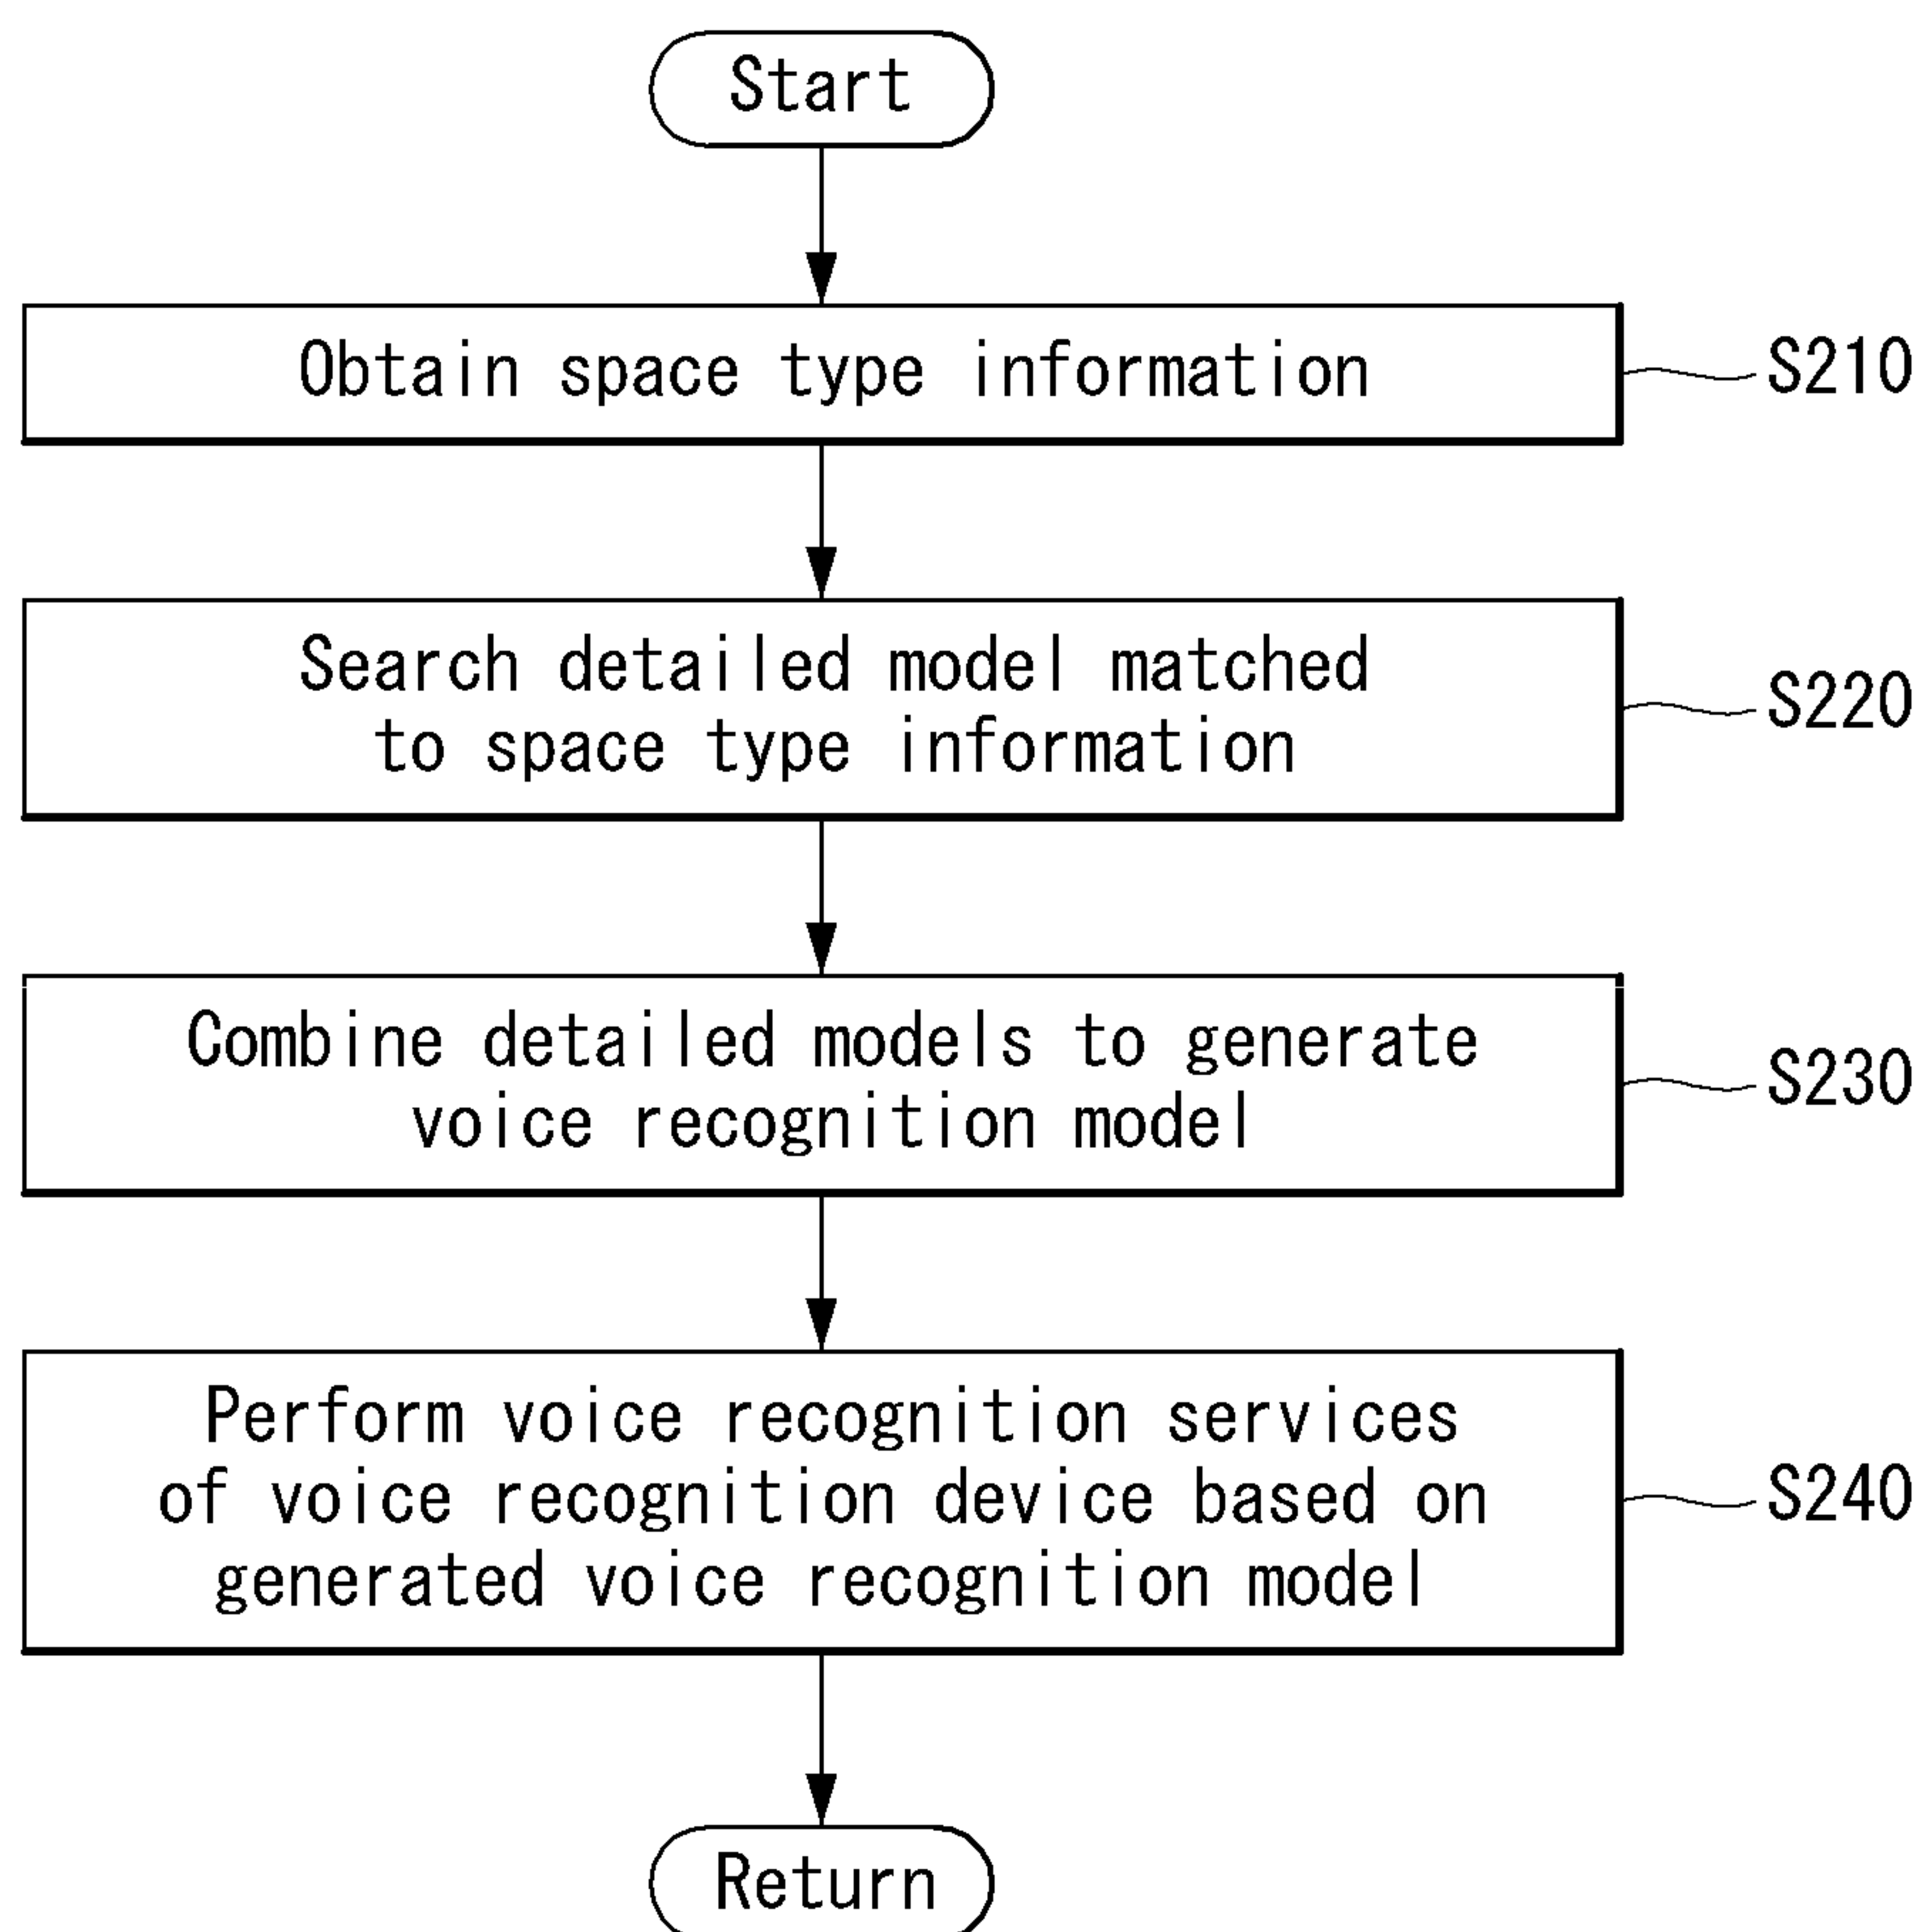 Start
Obtain space type information
S210
Search detailed model matched
to space type information
S220
Combine detailed models to generate
voice recognition model
S230
Perform voice recognition services
of voice recognition device based on
generated voice recognition model
S240
Return